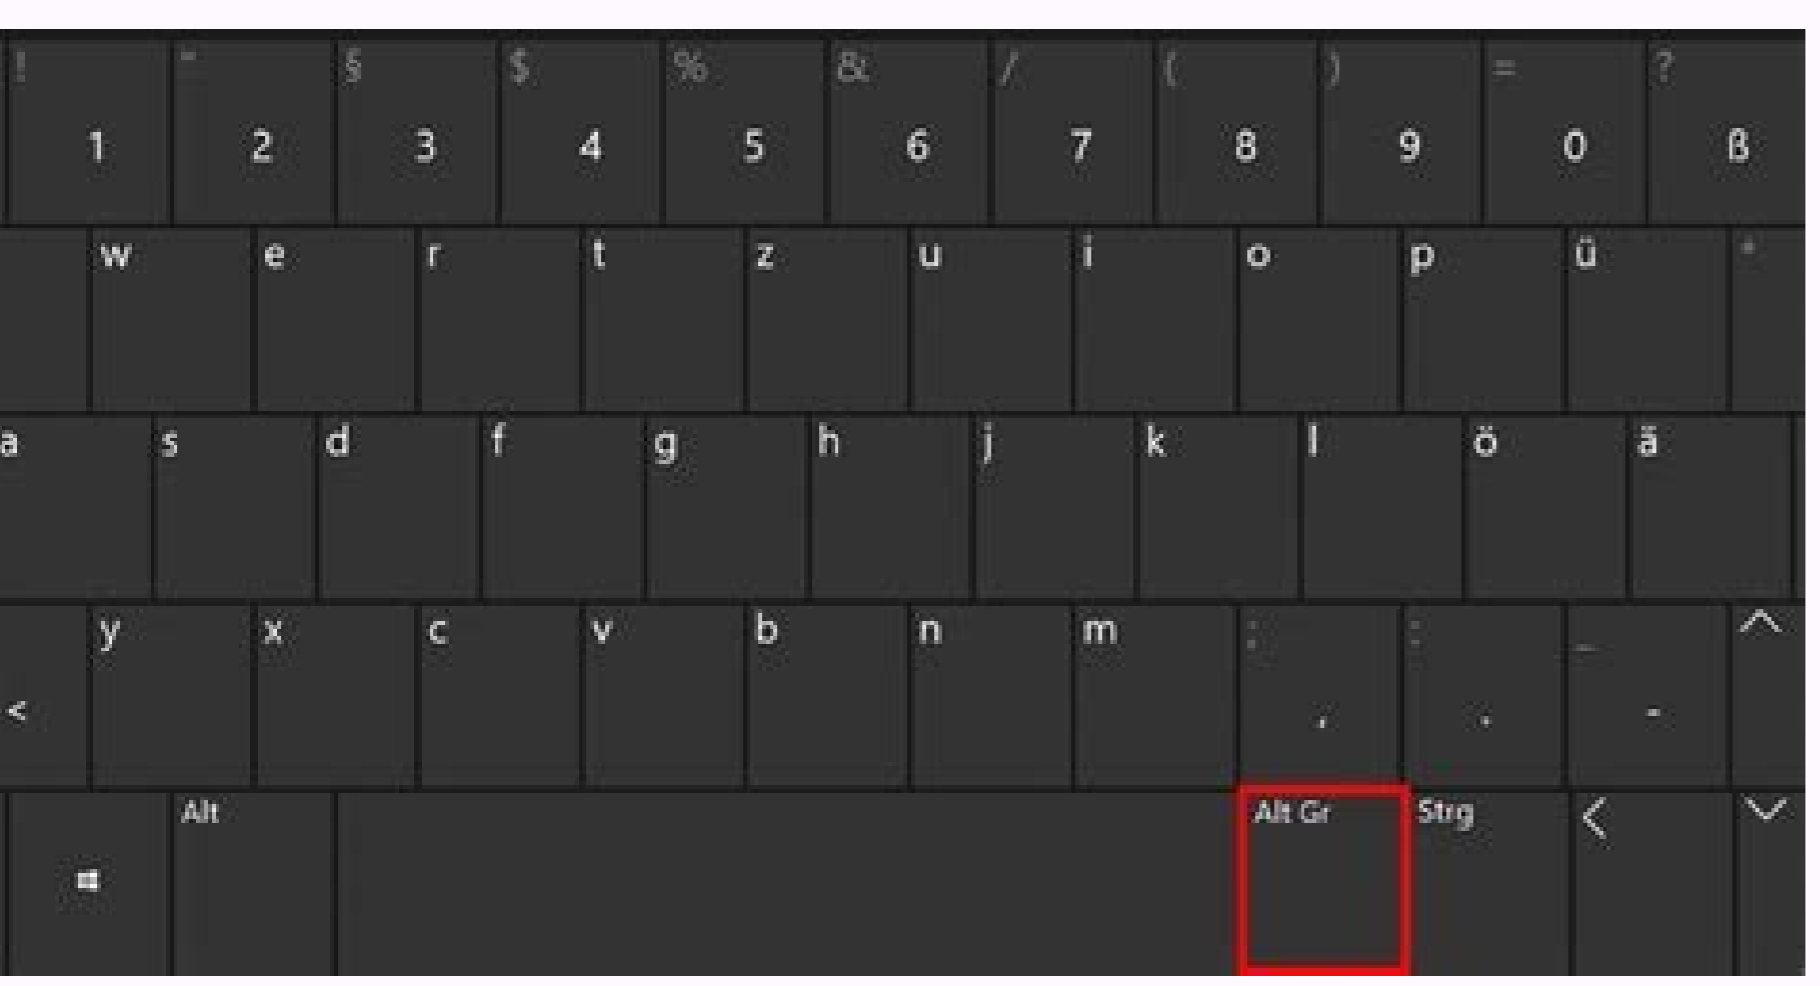 ! " § $ % & / ( ) = ?
1 2 3 4 5 6 7 8 9 0 ß
w e r t z u i o p ü *
a s d f g h j k l ö ä
y x c v b n m ; : _ ^
< , . -
Alt Alt Gr Strg < v